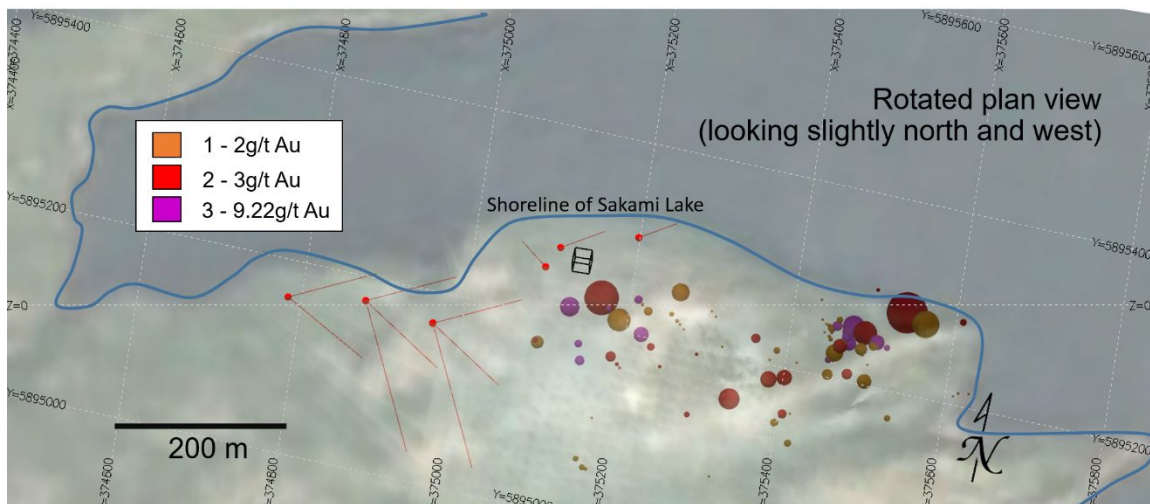 Y=5895400
X=374400
X=374600
X=374800
X=375000
X=375200
X=375400
Y=5895600
X=375600
Y=5895600
X=374400
Rotated plan view
(looking slightly north and west)
1 - 2g/t Au
2 - 3g/t Au
3 - 9.22g/t Au
Y=5895200
Shoreline of Sakami Lake
Y=5895400
Z=0
Z=0
Y=5895000
200 m
N
Y=5895200
X=374600
X=374800
X=375000
Y=5895000
X=375200
X=375400
X=375600
X=375800